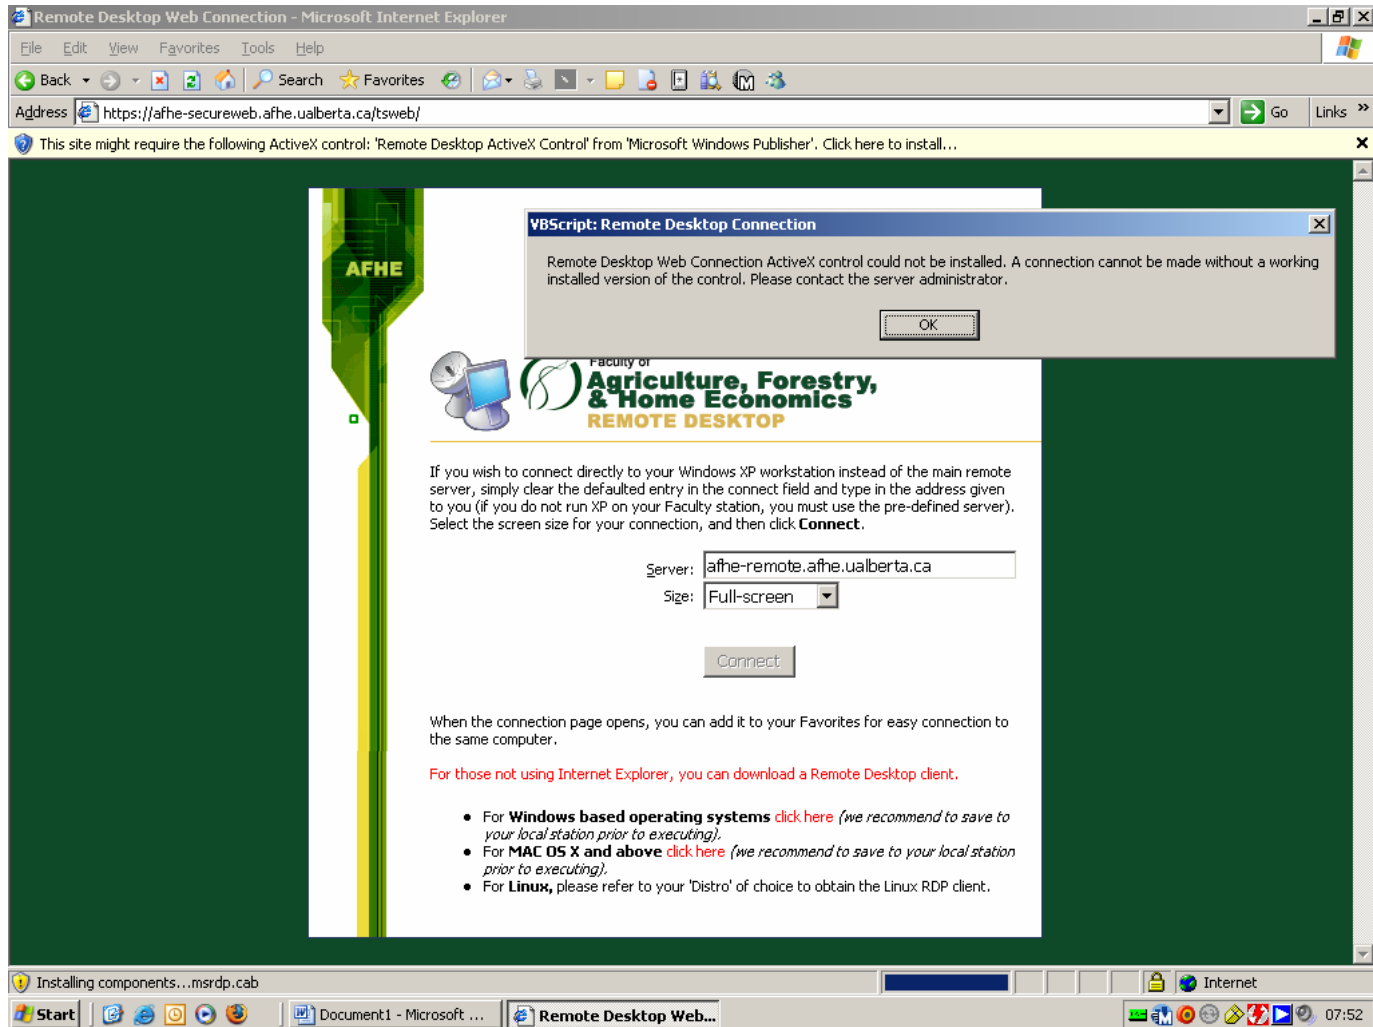 Remote Desktop Web Connection - Microsoft Internet Explorer
File Edit View Favorites Tools Help
Back Search Favorites
Address https://afhe-secureweb.afhe.ualberta.ca/tsweb/ Go Links »
This site might require the following ActiveX control: 'Remote Desktop ActiveX Control' from 'Microsoft Windows Publisher'. Click here to install...
AFHE
VBScript: Remote Desktop Connection
Remote Desktop Web Connection ActiveX control could not be installed. A connection cannot be made without a working
installed version of the control. Please contact the server administrator.
OK
Faculty of
Agriculture, Forestry,
& Home Economics
REMOTE DESKTOP
If you wish to connect directly to your Windows XP workstation instead of the main remote
server, simply clear the defaulted entry in the connect field and type in the address given
to you (if you do not run XP on your Faculty station, you must use the pre-defined server).
Select the screen size for your connection, and then click Connect.
Server: afhe-remote.afhe.ualberta.ca
Size: Full-screen
Connect
When the connection page opens, you can add it to your Favorites for easy connection to
the same computer.
For those not using Internet Explorer, you can download a Remote Desktop client.
• For Windows based operating systems click here (we recommend to save to
your local station prior to executing).
• For MAC OS X and above click here (we recommend to save to your local station
prior to executing).
• For Linux, please refer to your 'Distro' of choice to obtain the Linux RDP client.
Installing components...msrdp.cab Internet
Start Document1 - Microsoft ... Remote Desktop Web... 07:52